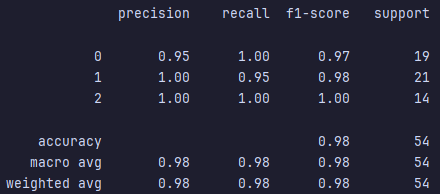 precision recall f1-score support
0 0.95 1.00 0.97 19
1 1.00 0.95 0.98 21
2 1.00 1.00 1.00 14
accuracy 0.98 54
macro avg 0.98 0.98 0.98 54
weighted avg 0.98 0.98 0.98 54